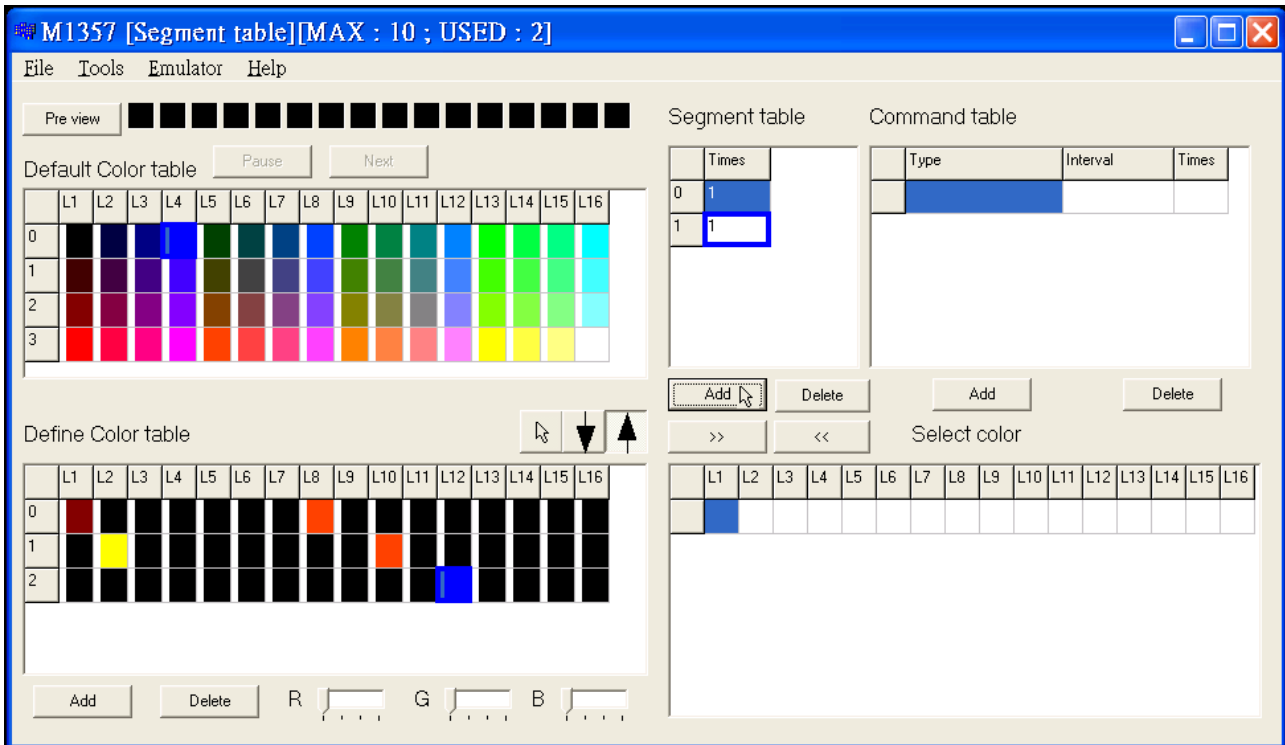 M1357 [Segment table][MAX : 10 ; USED : 2]
File Tools Emulator Help
Pre view
Default Color table Pause Next
L1 L2 L3 L4 L5 L6 L7 L8 L9 L10 L11 L12 L13 L14 L15 L16
0
1
2
3
Define Color table
L1 L2 L3 L4 L5 L6 L7 L8 L9 L10 L11 L12 L13 L14 L15 L16
0
1
2
Add Delete R G B
Segment table
Times
0 1
1 1
Add Delete
>> <<
Command table
Type Interval Times
Add Delete
Select color
L1 L2 L3 L4 L5 L6 L7 L8 L9 L10 L11 L12 L13 L14 L15 L16